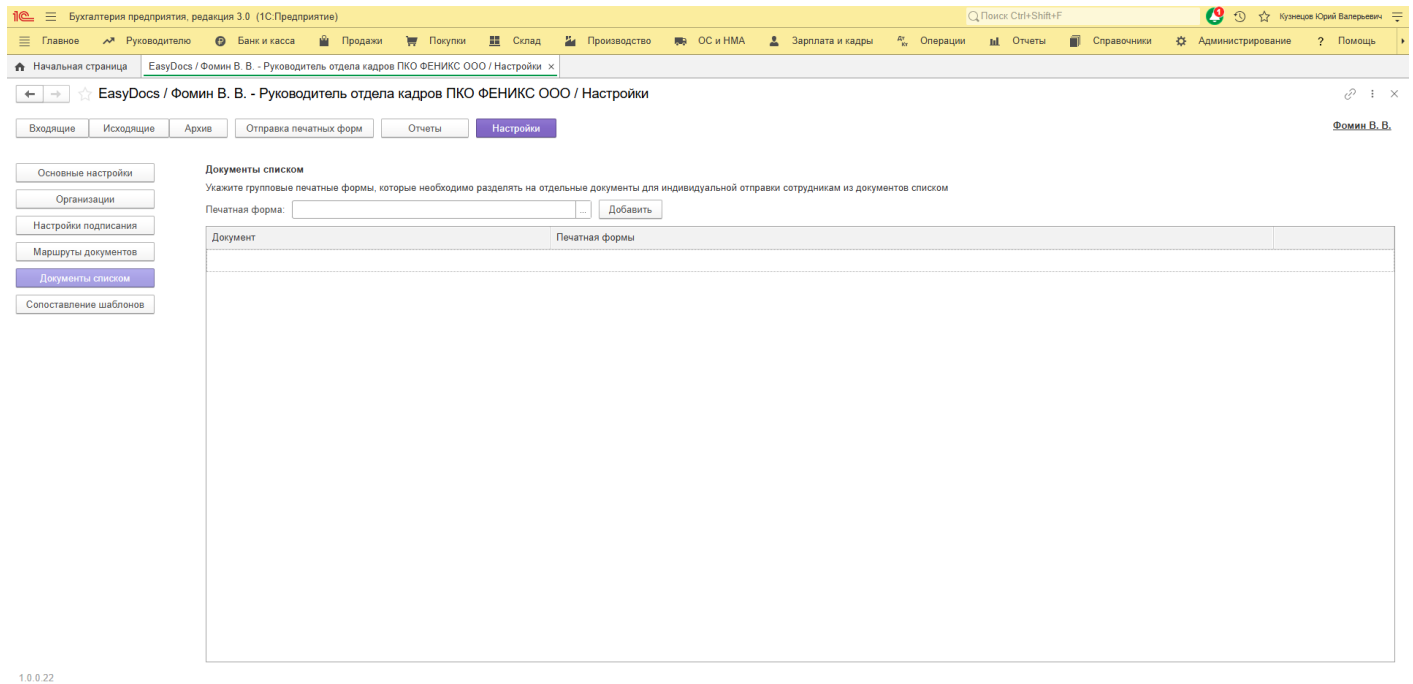 1С Бухгалтерия предприятия, редакция 3.0 (1С:Предприятие) Поиск Ctrl+Shift+F 1 Кузнецов Юрий Валерьевич
Главное Руководителю Банк и касса Продажи Покупки Склад Производство ОС и НМА Зарплата и кадры Дт Кт Операции Отчеты Справочники Администрирование ? Помощь
Начальная страница EasyDocs / Фомин В. В. - Руководитель отдела кадров ПКО ФЕНИКС ООО / Настройки ×
EasyDocs / Фомин В. В. - Руководитель отдела кадров ПКО ФЕНИКС ООО / Настройки
Входящие Исходящие Архив Отправка печатных форм Отчеты Настройки Фомин В. В.
Основные настройки
Организации
Настройки подписания
Маршруты документов
Документы списком
Сопоставление шаблонов
Документы списком
Укажите групповые печатные формы, которые необходимо разделять на отдельные документы для индивидуальной отправки сотрудникам из документов списком
Печатная форма: ... Добавить
Документ Печатная формы
1.0.0.22